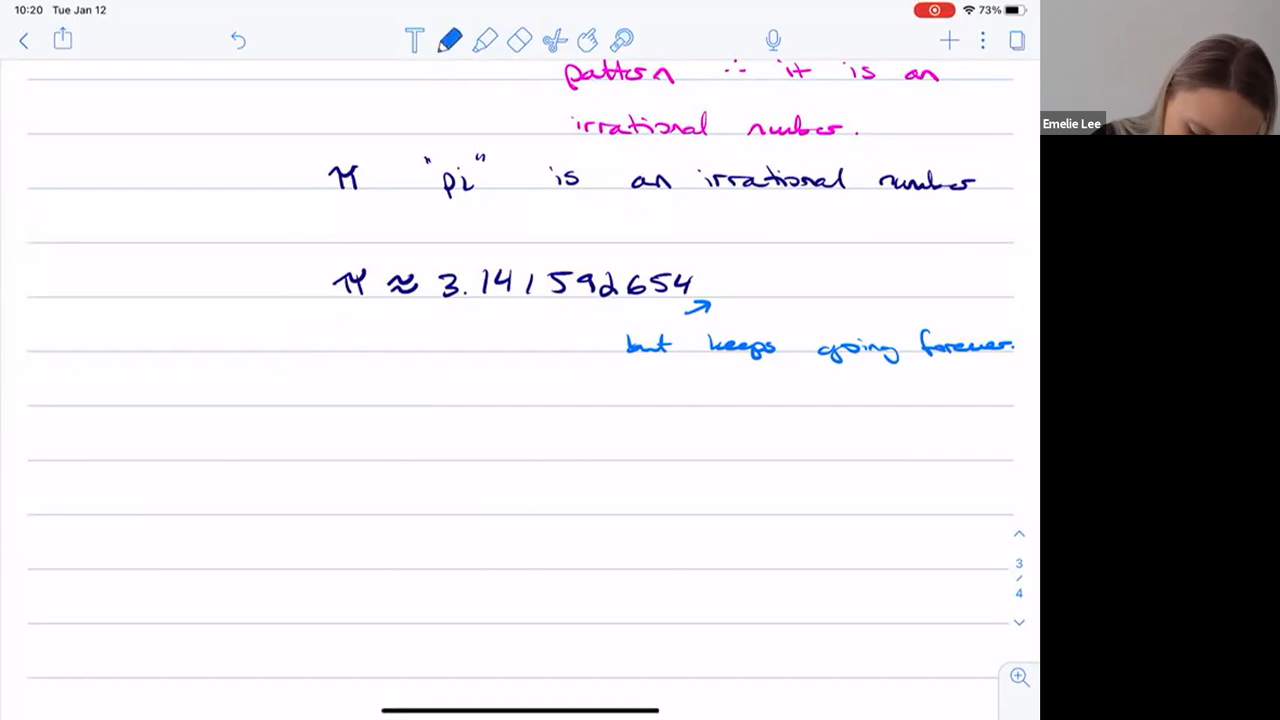 10:20 Tue Jan 12
73%
T
pattern ∴ it is an
irrational number.
Emelie Lee
π "pi" is an irrational number
π ≈ 3.141592654
but keeps going forever.
3
/
4